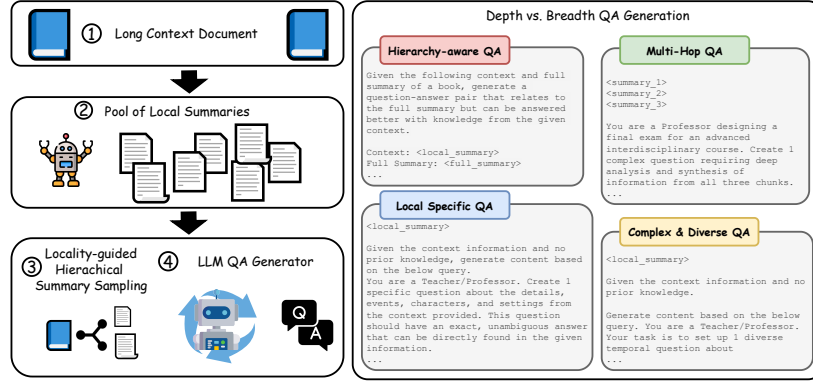 ① Long Context Document
② Pool of Local Summaries
③ Locality-guided
Hierachical
Summary Sampling
④ LLM QA Generator
Q
A
Depth vs. Breadth QA Generation
Hierarchy-aware QA
Given the following context and full
summary of a book, generate a
question-answer pair that relates to
the full summary but can be answered
better with knowledge from the given
context.
Context: <local_summary>
Full Summary: <full_summary>
...
Multi-Hop QA
<summary_1>
<summary_2>
<summary_3>
You are a Professor designing a
final exam for an advanced
interdisciplinary course. Create 1
complex question requiring deep
analysis and synthesis of
information from all three chunks.
...
Local Specific QA
<local_summary>
Given the context information and no
prior knowledge, generate content based
on the below query.
You are a Teacher/Professor. Create 1
specific question about the details,
events, characters, and settings from
the context provided. This question
should have an exact, unambiguous answer
that can be directly found in the given
information.
...
Complex & Diverse QA
<local_summary>
Given the context information and no
prior knowledge.
Generate content based on the below
query. You are a Teacher/Professor.
Your task is to set up 1 diverse
temporal question about
...